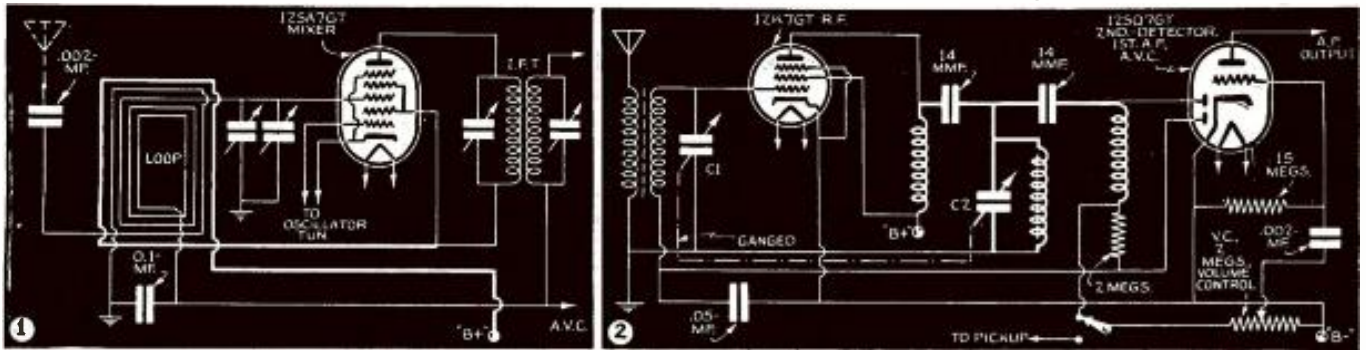 12SA7GT
MIXER
.002-
MF.
I.F.T.
LOOP
TO
OSCILLATOR
TUN.
0.1-
MF.
A.V.C.
"B+"
1
12K7GT R.F.
14
MMF.
14
MMF.
12SQ7GT
2ND. DETECTOR,
1ST. A.F.,
A.V.C.
A.F.
OUTPUT
C1
C2
15
MEGS.
"B+"
GANGED
V.C.,
2
MEGS.,
VOLUME
CONTROL
.002-
MF.
2 MEGS.
.05-
MF.
TO PICKUP
"B-"
2